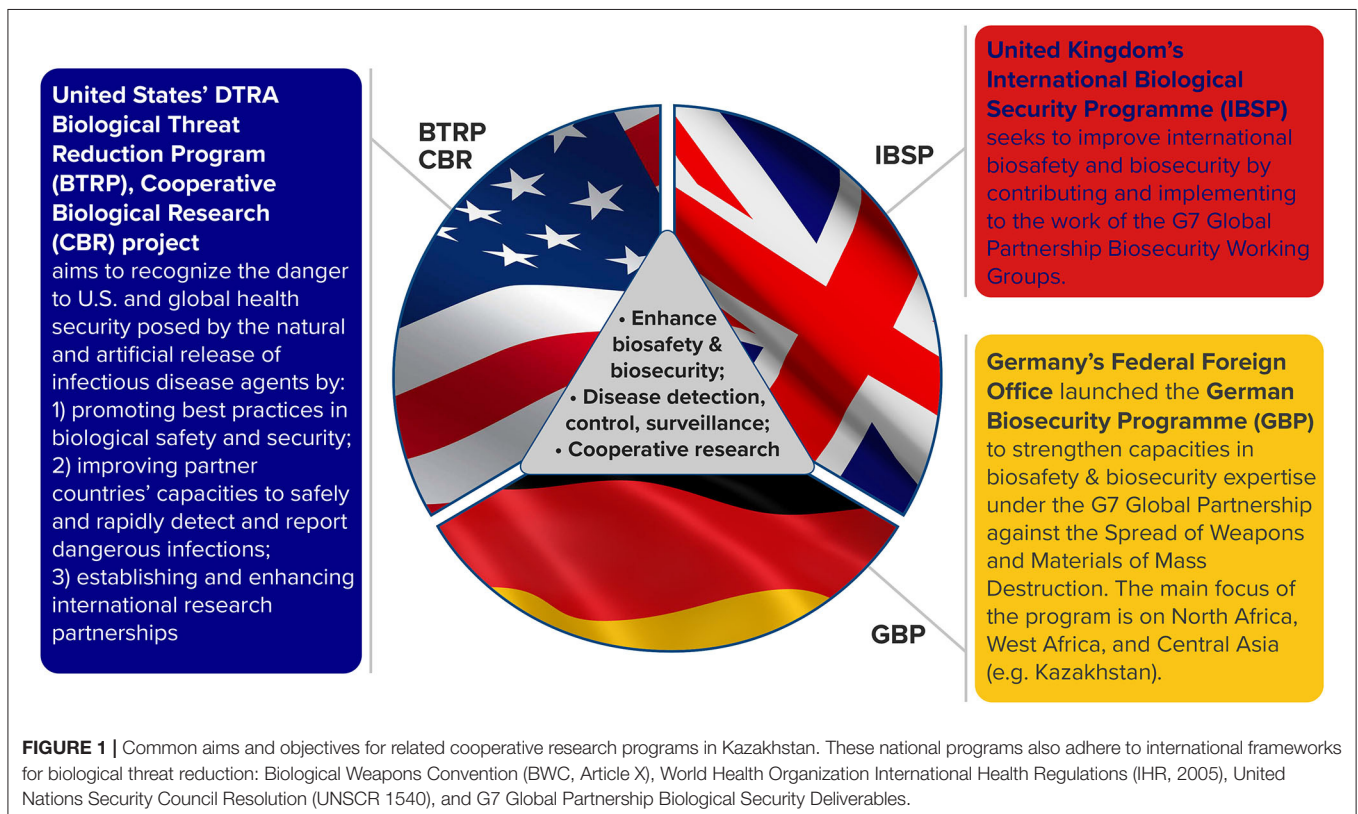 United States’ DTRA
Biological Threat
Reduction Program
(BTRP), Cooperative
Biological Research
(CBR) project
aims to recognize the danger
to U.S. and global health
security posed by the natural
and artificial release of
infectious disease agents by:
1) promoting best practices in
biological safety and security;
2) improving partner
countries’ capacities to safely
and rapidly detect and report
dangerous infections;
3) establishing and enhancing
international research
partnerships
BTRP
CBR
IBSP
United Kingdom’s
International Biological
Security Programme (IBSP)
seeks to improve international
biosafety and biosecurity by
contributing and implementing
to the work of the G7 Global
Partnership Biosecurity Working
Groups.
• Enhance
biosafety &
biosecurity;
• Disease detection,
control, surveillance;
• Cooperative research
GBP
Germany’s Federal Foreign
Office launched the German
Biosecurity Programme (GBP)
to strengthen capacities in
biosafety & biosecurity expertise
under the G7 Global Partnership
against the Spread of Weapons
and Materials of Mass
Destruction. The main focus of
the program is on North Africa,
West Africa, and Central Asia
(e.g. Kazakhstan).
FIGURE 1 | Common aims and objectives for related cooperative research programs in Kazakhstan. These national programs also adhere to international frameworks
for biological threat reduction: Biological Weapons Convention (BWC, Article X), World Health Organization International Health Regulations (IHR, 2005), United
Nations Security Council Resolution (UNSCR 1540), and G7 Global Partnership Biological Security Deliverables.